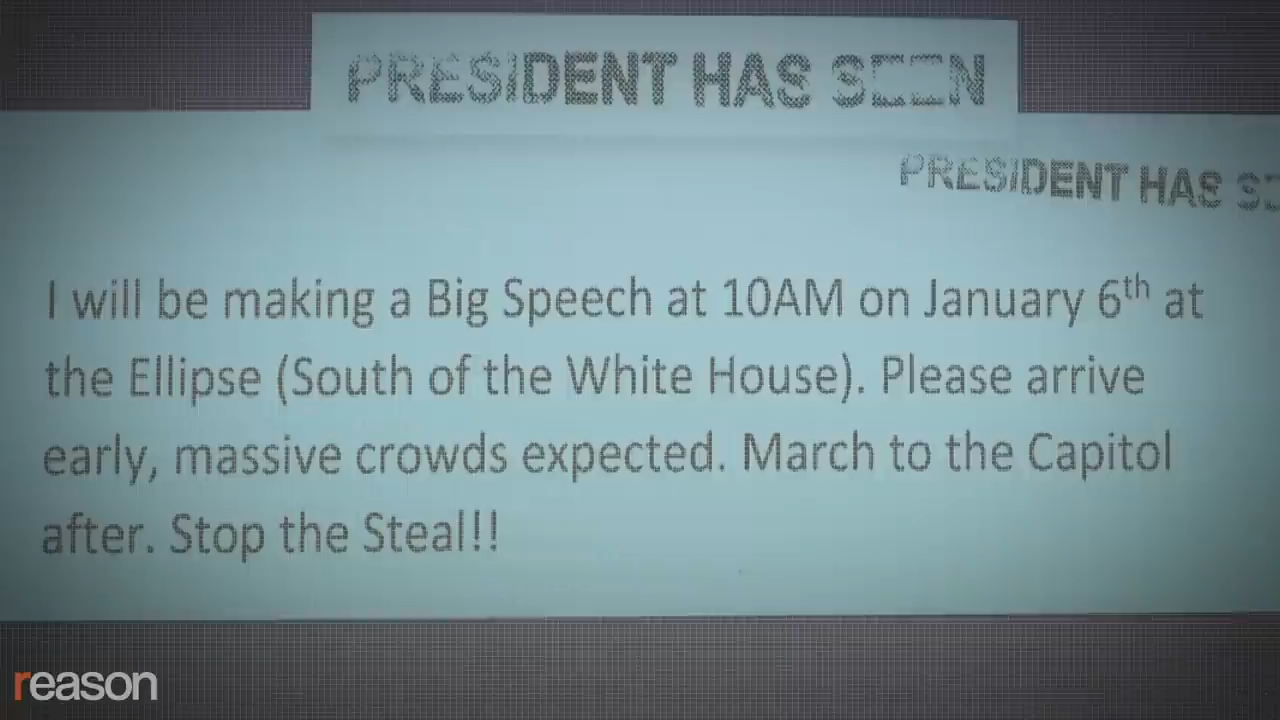 PRESIDENT HAS SEEN
PRESIDENT HAS
I will be making a Big Speech at 10AM on January 6th at
the Ellipse (South of the White House). Please arrive
early, massive crowds expected. March to the Capitol
after. Stop the Steal!!
reason